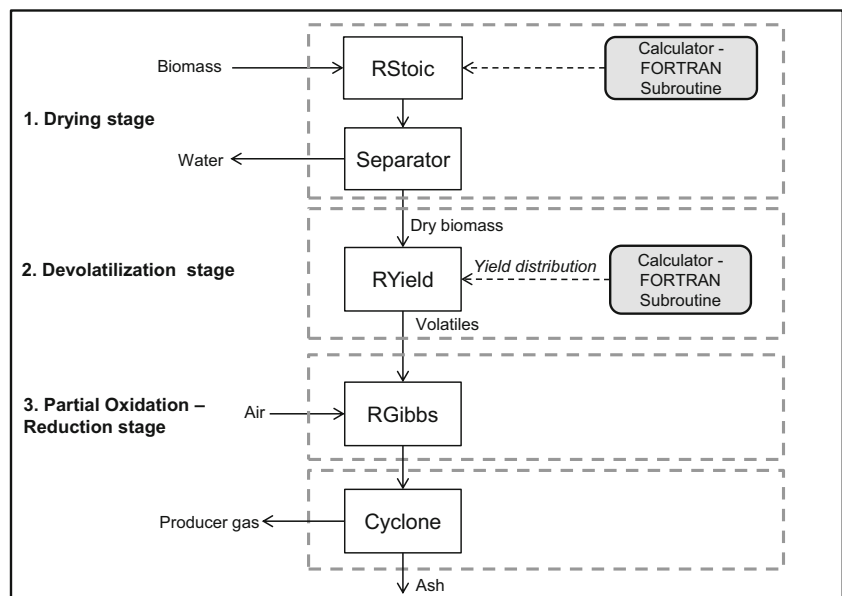 Biomass
RStoic
Calculator -
FORTRAN
Subroutine
1. Drying stage
Water
Separator
Dry biomass
2. Devolatilization stage
RYield
Yield distribution
Calculator -
FORTRAN
Subroutine
Volatiles
3. Partial Oxidation –
Reduction stage
Air
RGibbs
Producer gas
Cyclone
Ash